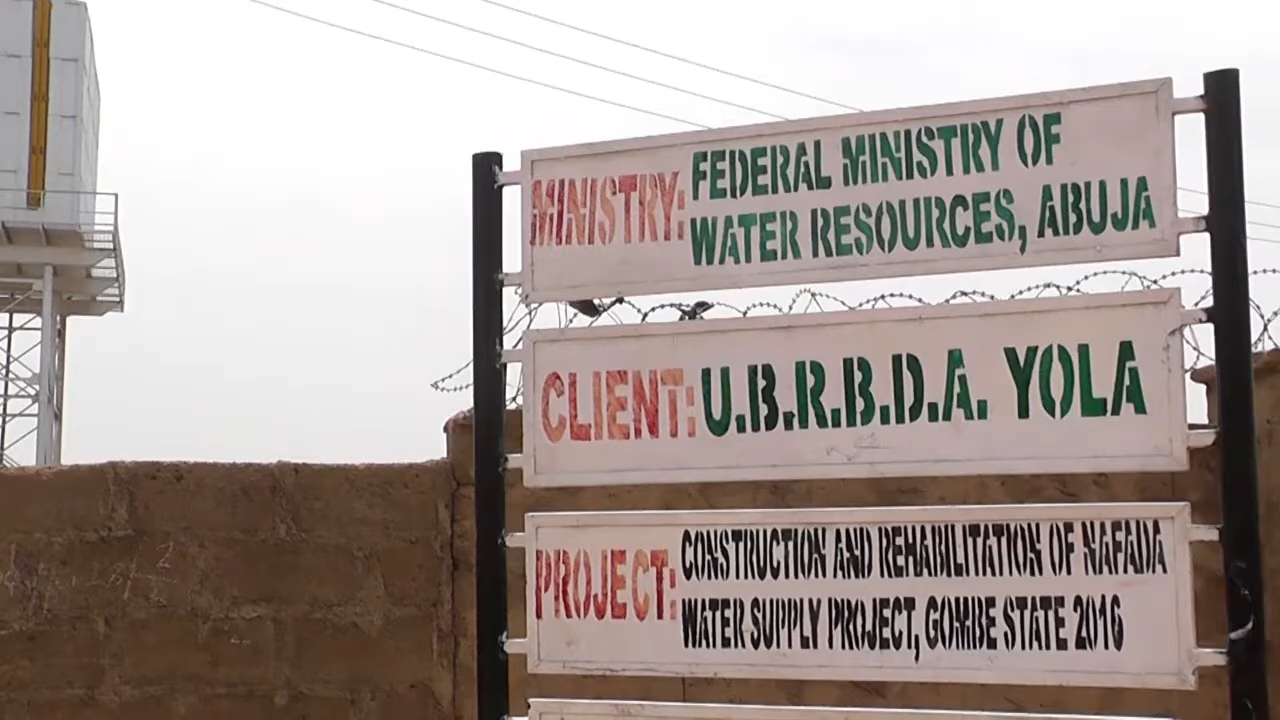 MINISTRY: FEDERAL MINISTRY OF
WATER RESOURCES, ABUJA
CLIENT: U.B.R.B.D.A. YOLA
PROJECT: CONSTRUCTION AND REHABILITATION OF NAFADA
WATER SUPPLY PROJECT, GOMBE STATE 2016